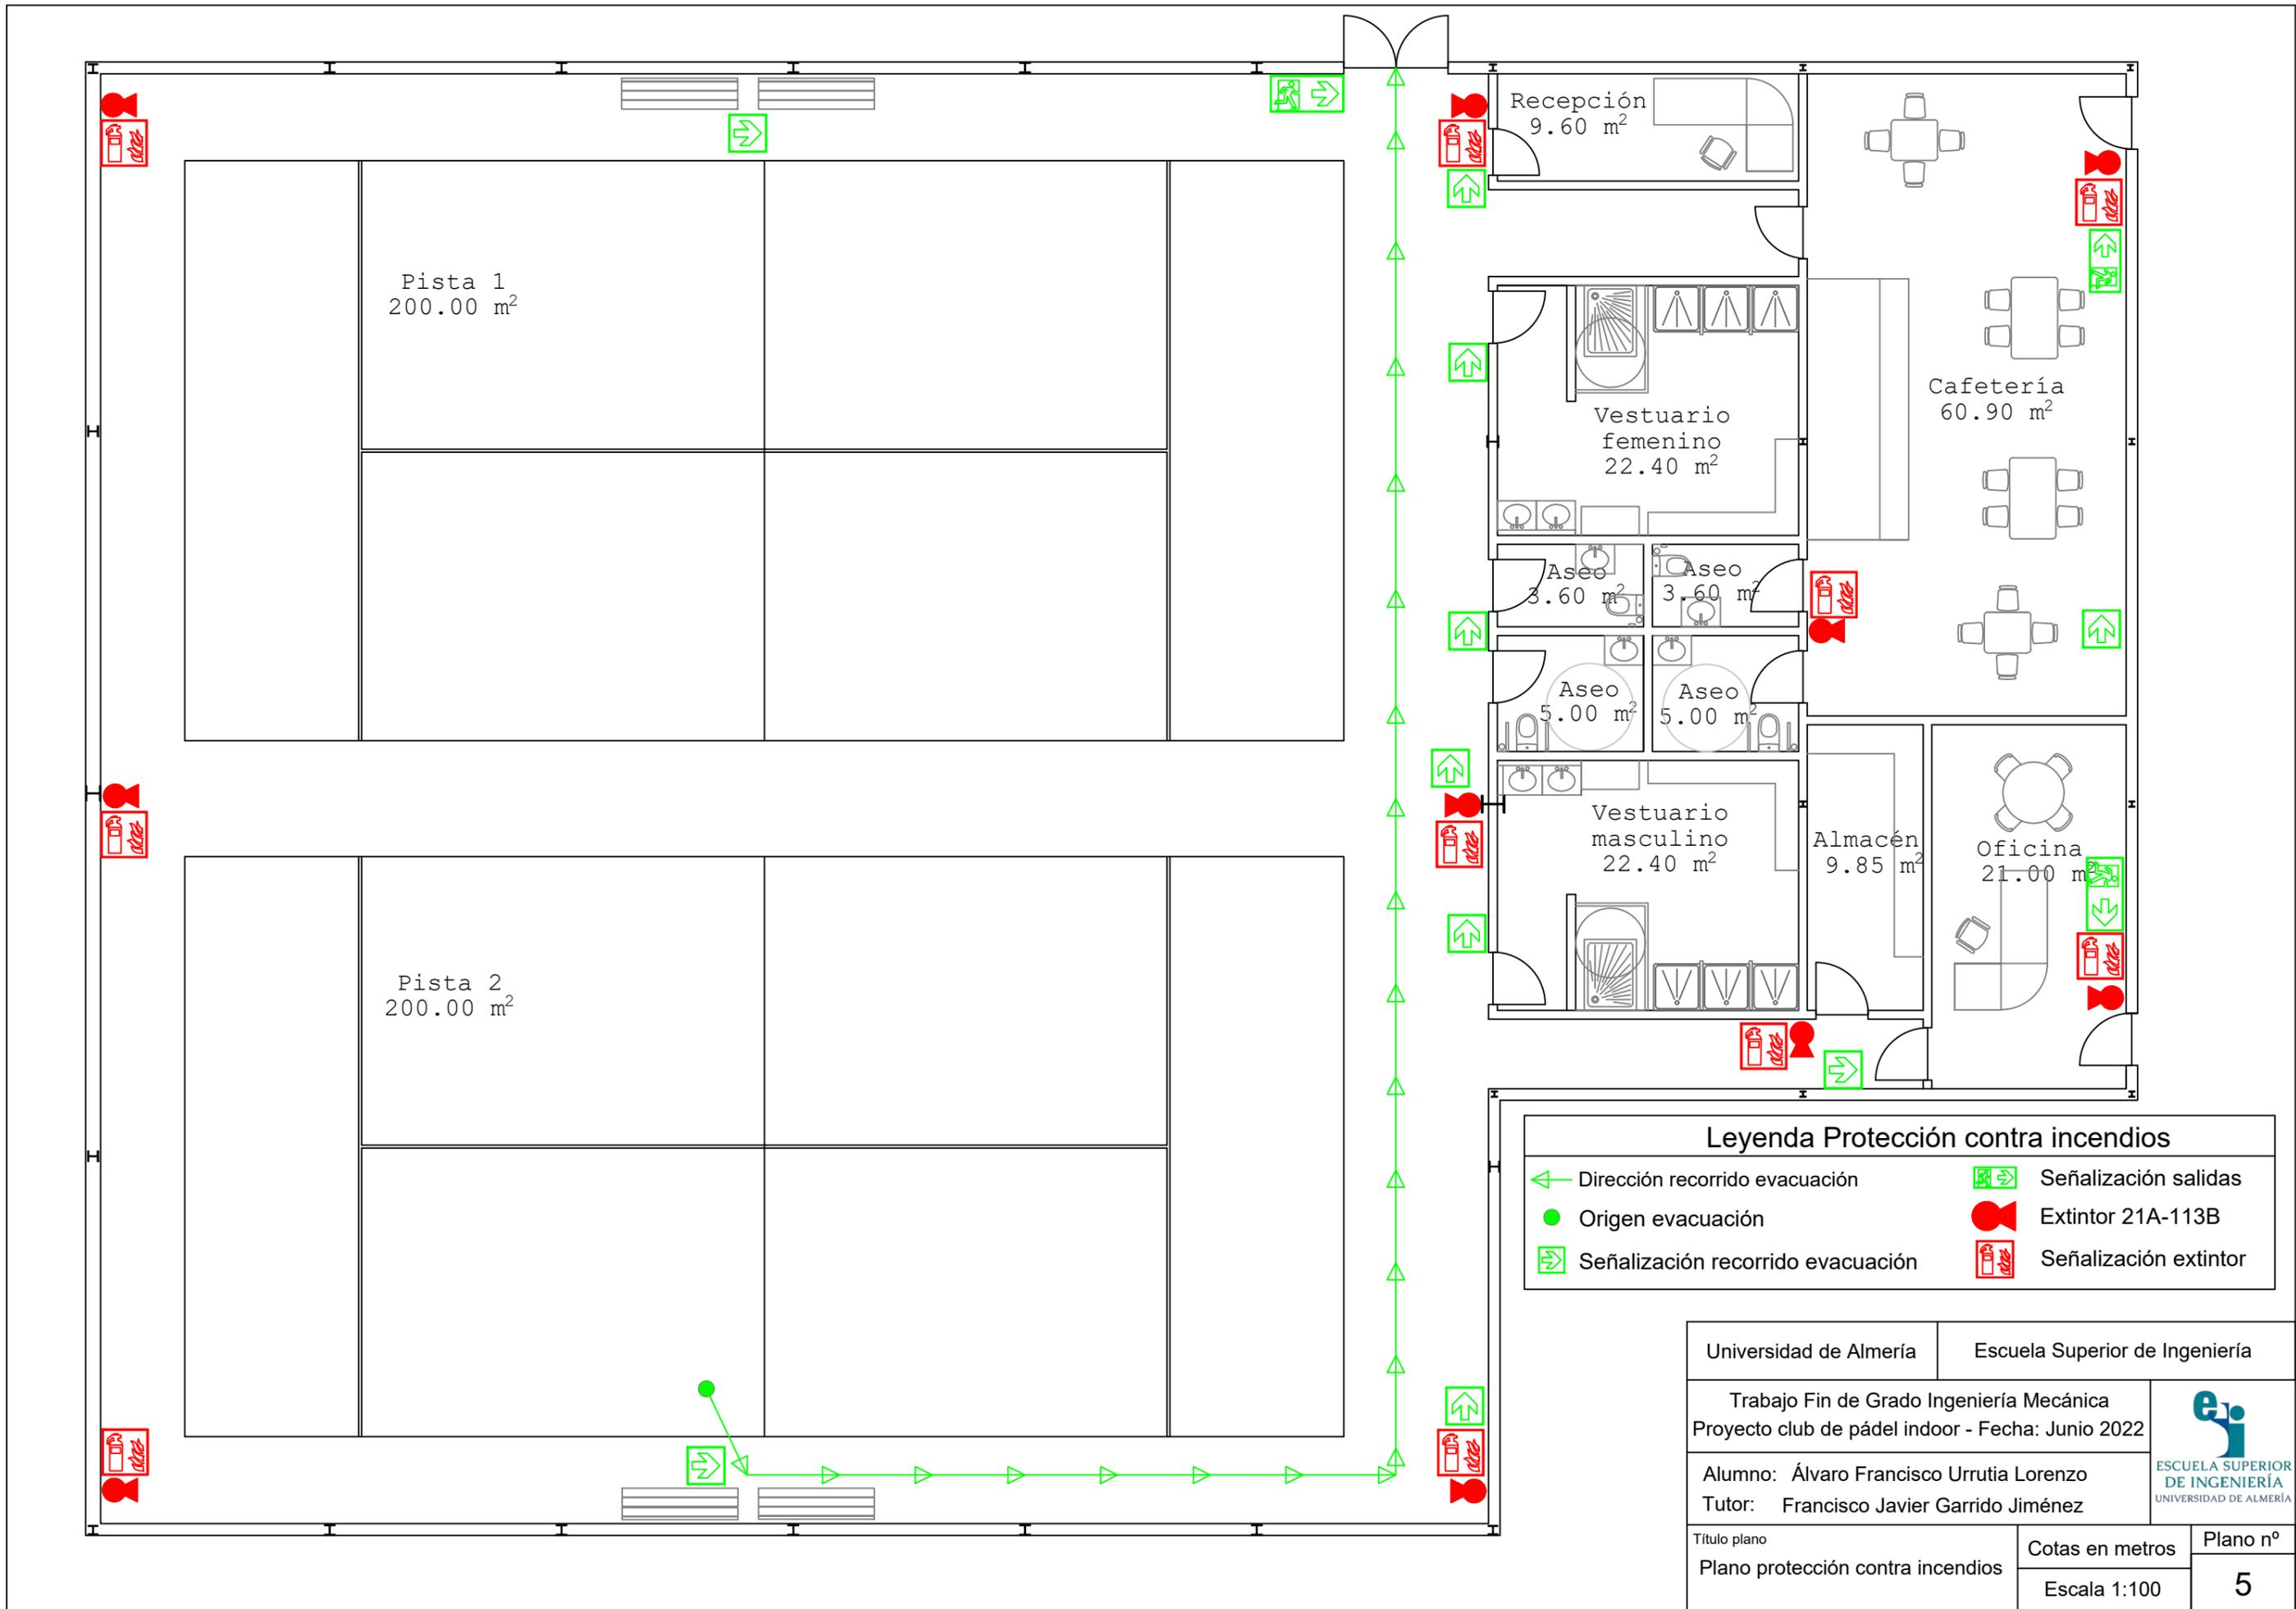 Recepción
9.60 m²
Pista 1
200.00 m²
Cafetería
60.90 m²
Vestuario
femenino
22.40 m²
Aseo
3.60 m²
Aseo
3.60 m²
Aseo
5.00 m²
Aseo
5.00 m²
Vestuario
masculino
22.40 m²
Almacén
9.85 m²
Oficina
21.00 m²
Pista 2
200.00 m²
Leyenda Protección contra incendios
Dirección recorrido evacuación
Origen evacuación
Señalización recorrido evacuación
Señalización salidas
Extintor 21A-113B
Señalización extintor
Universidad de Almería
Escuela Superior de Ingeniería
Trabajo Fin de Grado Ingeniería Mecánica
Proyecto club de pádel indoor - Fecha: Junio 2022
Alumno: Álvaro Francisco Urrutia Lorenzo
Tutor: Francisco Javier Garrido Jiménez
esi
ESCUELA SUPERIOR
DE INGENIERÍA
UNIVERSIDAD DE ALMERÍA
Título plano
Plano protección contra incendios
Cotas en metros
Escala 1:100
Plano nº
5